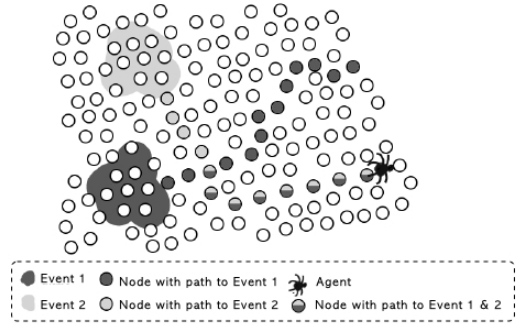 Event 1 Node with path to Event 1 Agent
Event 2 Node with path to Event 2 Node with path to Event 1 & 2